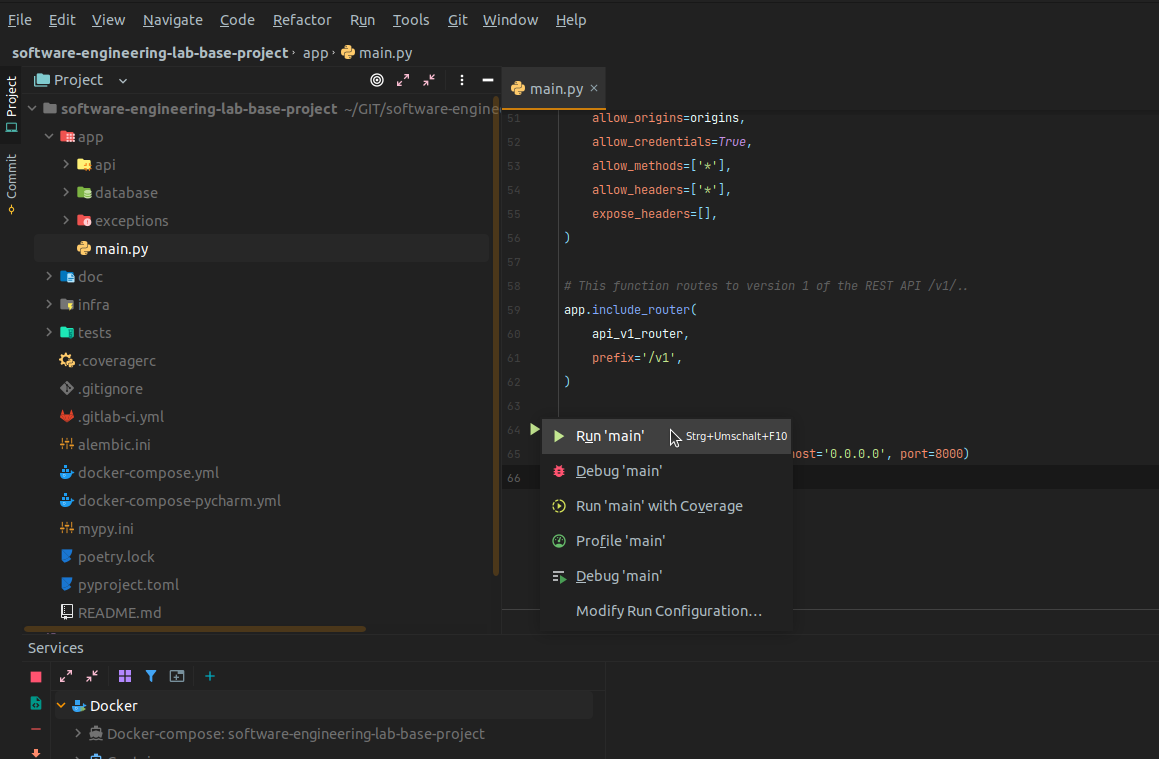 File Edit View Navigate Code Refactor Run Tools Git Window Help
software-engineering-lab-base-project › app › main.py
Project
Commit
Project
software-engineering-lab-base-project ~/GIT/software-engine
app
api
database
exceptions
main.py
doc
infra
tests
.coveragerc
.gitignore
.gitlab-ci.yml
alembic.ini
docker-compose.yml
docker-compose-pycharm.yml
mypy.ini
poetry.lock
pyproject.toml
README.md
main.py ×
51 allow_origins=origins,
52 allow_credentials=True,
53 allow_methods=['*'],
54 allow_headers=['*'],
55 expose_headers=[],
56 )
57
58 # This function routes to version 1 of the REST API /v1/..
59 app.include_router(
60 api_v1_router,
61 prefix='/v1',
62 )
63
64
65 host='0.0.0.0', port=8000)
66
Run 'main' Strg+Umschalt+F10
Debug 'main'
Run 'main' with Coverage
Profile 'main'
Debug 'main'
Modify Run Configuration...
Services
Docker
Docker-compose: software-engineering-lab-base-project